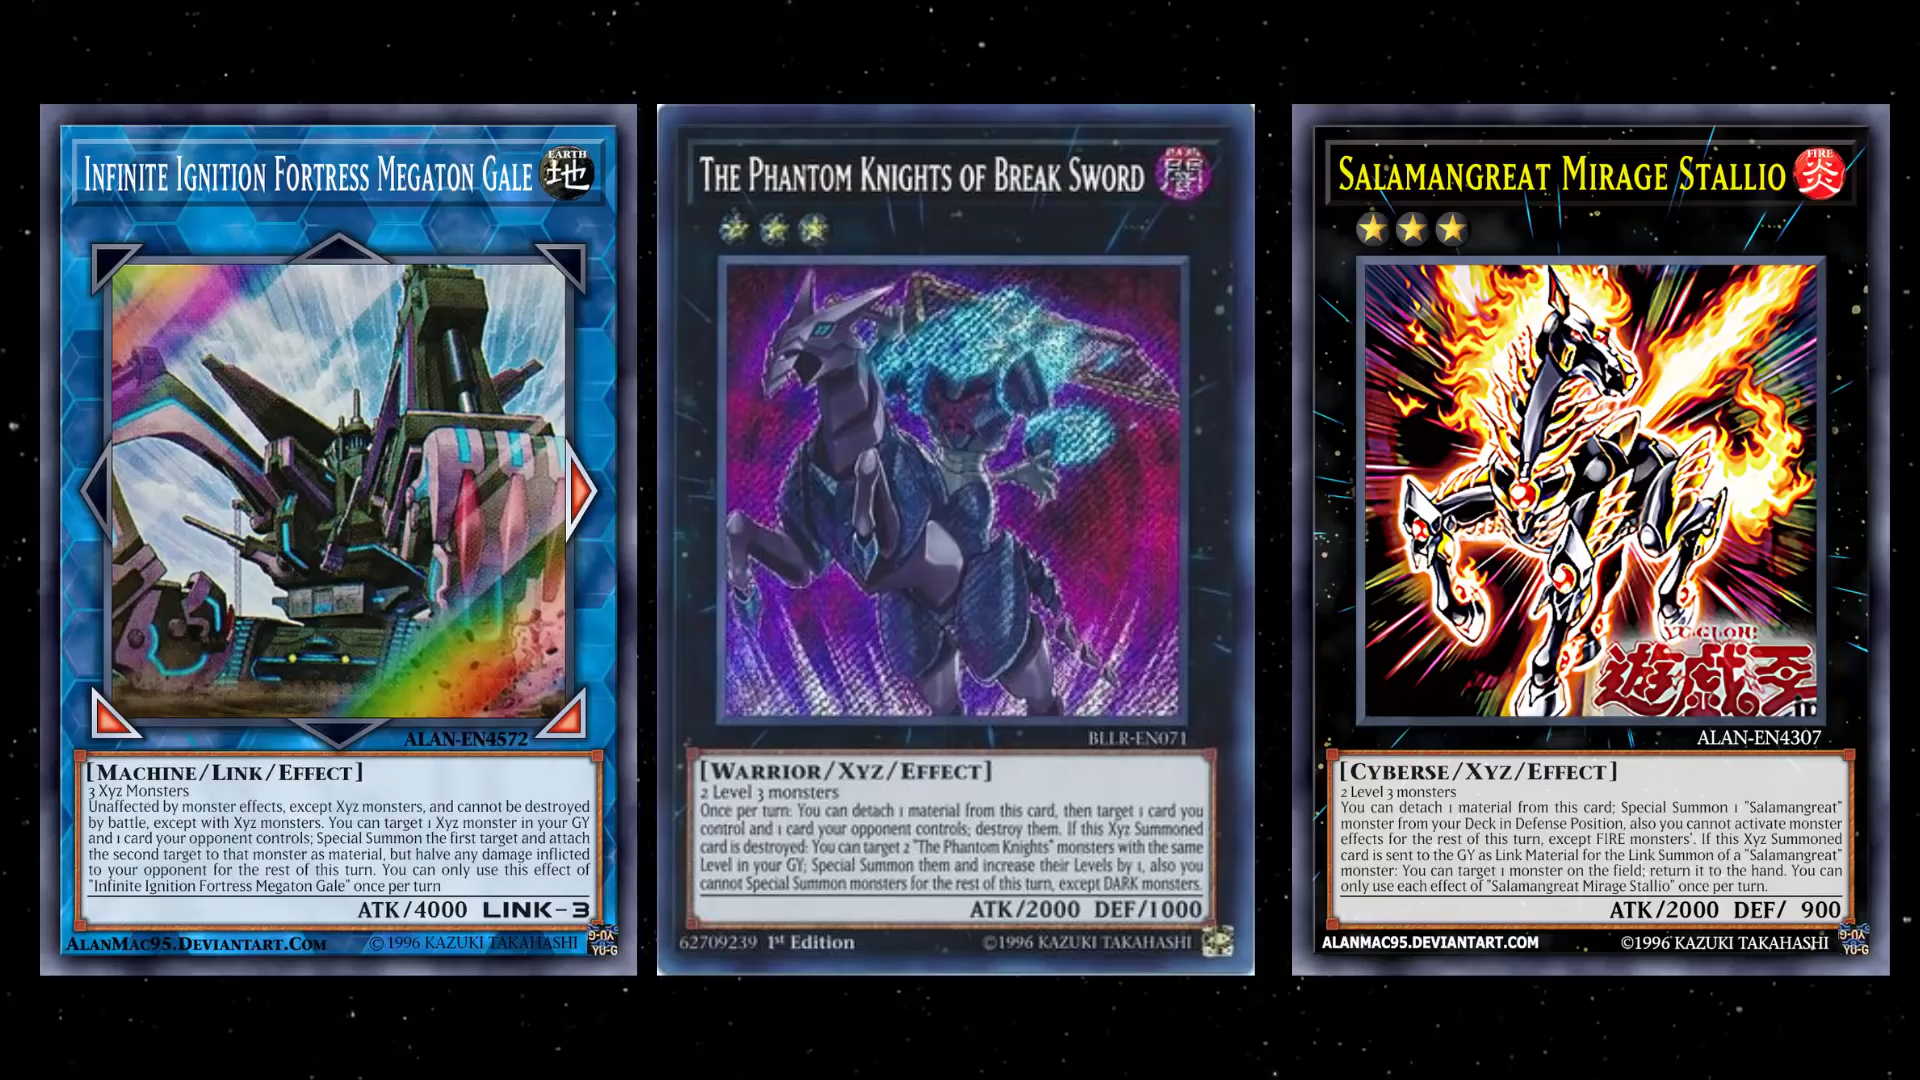 INFINITE IGNITION FORTRESS MEGATON GALE
EARTH
地
ALAN-EN4572
[MACHINE/LINK/EFFECT]
3 Xyz Monsters
Unaffected by monster effects, except Xyz monsters, and cannot be destroyed
by battle, except with Xyz monsters. You can target 1 Xyz monster in your GY
and 1 card your opponent controls; Special Summon the first target and attach
the second target to that monster as material, but halve any damage inflicted
to your opponent for the rest of this turn. You can only use this effect of
"Infinite Ignition Fortress Megaton Gale" once per turn
ATK/4000 LINK-3
ALANMAC95.DEVIANTART.COM ©1996 KAZUKI TAKAHASHI
THE PHANTOM KNIGHTS OF BREAK SWORD
DARK
闇
BLLR-EN071
[WARRIOR/XYZ/EFFECT]
2 Level 3 monsters
Once per turn: You can detach 1 material from this card, then target 1 card you
control and 1 card your opponent controls; destroy them. If this Xyz Summoned
card is destroyed: You can target 2 "The Phantom Knights" monsters with the same
Level in your GY; Special Summon them and increase their Levels by 1, also you
cannot Special Summon monsters for the rest of this turn, except DARK monsters.
ATK/2000 DEF/1000
62709239 1st Edition ©1996 KAZUKI TAKAHASHI
SALAMANGREAT MIRAGE STALLIO
FIRE
炎
YU-GI-OH!
遊戯王
ALAN-EN4307
[CYBERSE/XYZ/EFFECT]
2 Level 3 monsters
You can detach 1 material from this card; Special Summon 1 "Salamangreat"
monster from your Deck in Defense Position, also you cannot activate monster
effects for the rest of this turn, except FIRE monsters'. If this Xyz Summoned
card is sent to the GY as Link Material for the Link Summon of a "Salamangreat"
monster: You can target 1 monster on the field; return it to the hand. You can
only use each effect of "Salamangreat Mirage Stallio" once per turn.
ATK/2000 DEF/ 900
ALANMAC95.DEVIANTART.COM ©1996 KAZUKI TAKAHASHI